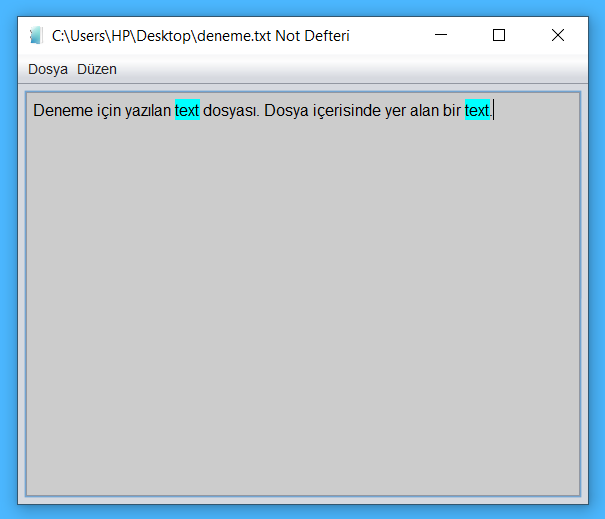 C:\Users\HP\Desktop\deneme.txt Not Defteri
Dosya Düzen
Deneme için yazılan text dosyası. Dosya içerisinde yer alan bir text.